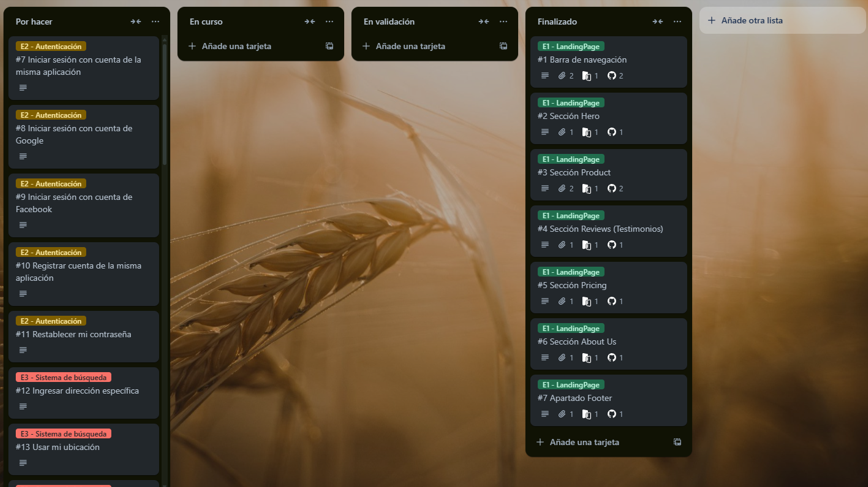 Por hacer
E2 - Autenticación
#7 Iniciar sesión con cuenta de la
misma aplicación
E2 - Autenticación
#8 Iniciar sesión con cuenta de
Google
E2 - Autenticación
#9 Iniciar sesión con cuenta de
Facebook
E2 - Autenticación
#10 Registrar cuenta de la misma
aplicación
E2 - Autenticación
#11 Restablecer mi contraseña
E3 - Sistema de búsqueda
#12 Ingresar dirección específica
E3 - Sistema de búsqueda
#13 Usar mi ubicación
En curso
Añade una tarjeta
En validación
Añade una tarjeta
Finalizado
E1 - LandingPage
#1 Barra de navegación
2 1 2
E1 - LandingPage
#2 Sección Hero
1 1 1
E1 - LandingPage
#3 Sección Product
2 1 2
E1 - LandingPage
#4 Sección Reviews (Testimonios)
1 1 1
E1 - LandingPage
#5 Sección Pricing
1 1 1
E1 - LandingPage
#6 Sección About Us
1 1 1
E1 - LandingPage
#7 Apartado Footer
1 1 1
Añade una tarjeta
Añade otra lista